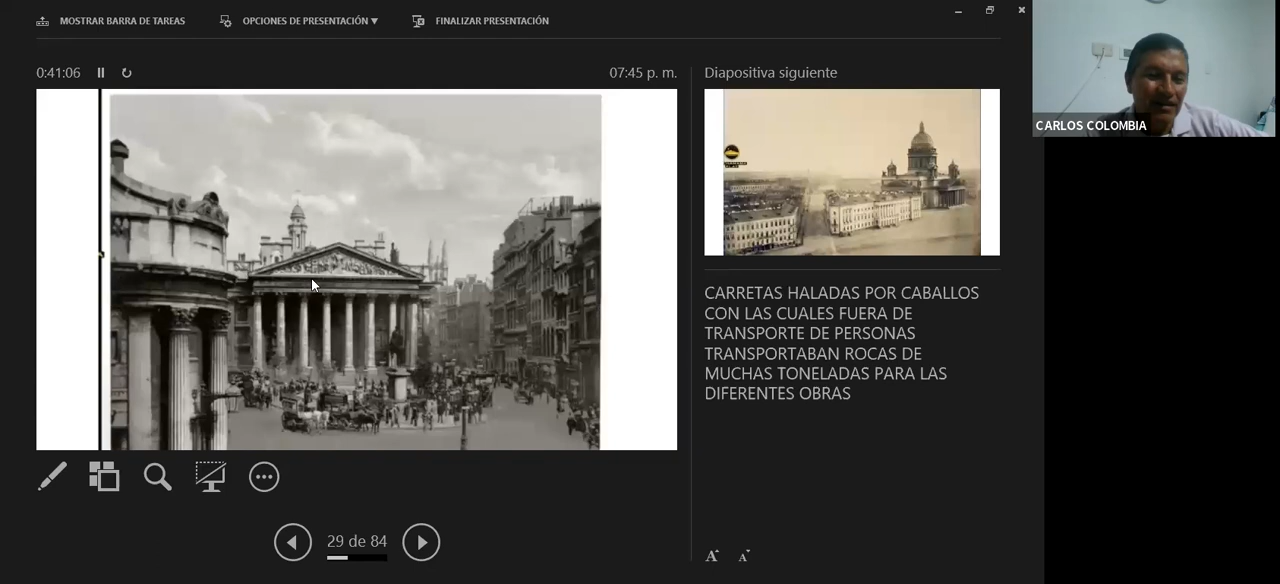 MOSTRAR BARRA DE TAREAS
OPCIONES DE PRESENTACIÓN ▼
FINALIZAR PRESENTACIÓN
0:41:06
07:45 p. m.
Diapositiva siguiente
CARLOS COLOMBIA
CARRETAS HALADAS POR CABALLOS
CON LAS CUALES FUERA DE
TRANSPORTE DE PERSONAS
TRANSPORTABAN ROCAS DE
MUCHAS TONELADAS PARA LAS
DIFERENTES OBRAS
29 de 84
A A